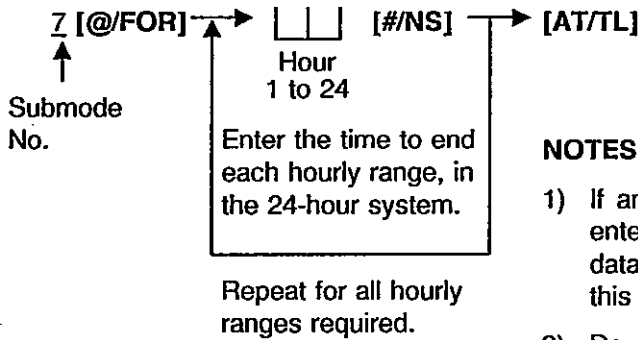 7 [@/FOR] [#/NS] [AT/TL]
Hour
1 to 24
Submode
No.
Enter the time to end
each hourly range, in
the 24-hour system.
Repeat for all hourly
ranges required.
NOTES
1) If
ente
data
this
2)